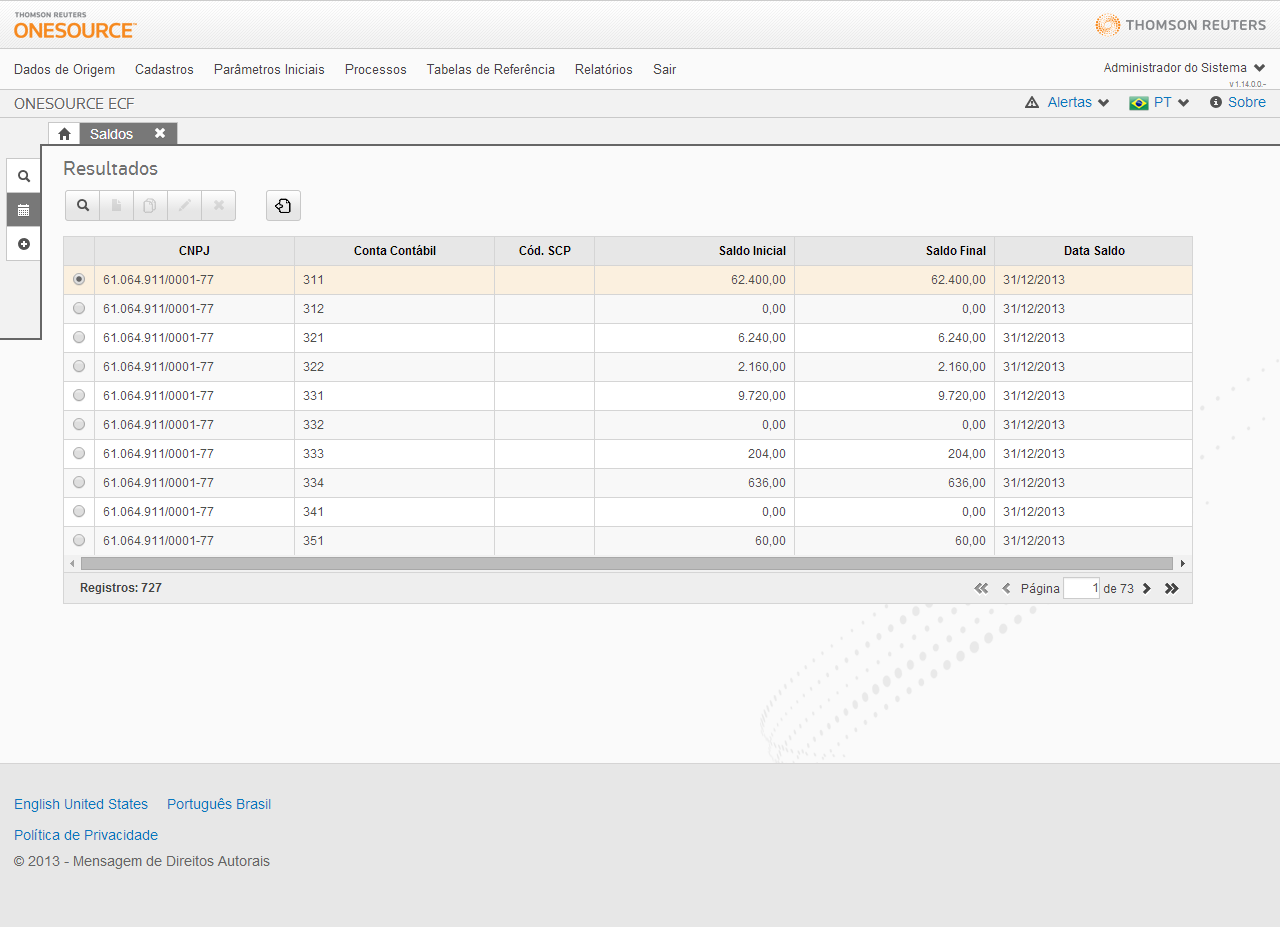 THOMSON REUTERS
ONESOURCE™
THOMSON REUTERS
Dados de Origem Cadastros Parâmetros Iniciais Processos Tabelas de Referência Relatórios Sair
Administrador do Sistema
v 1.14.0.0.-
ONESOURCE ECF
Alertas PT Sobre
Saldos
Resultados
CNPJ Conta Contábil Cód. SCP Saldo Inicial Saldo Final Data Saldo
61.064.911/0001-77 311 62.400,00 62.400,00 31/12/2013
61.064.911/0001-77 312 0,00 0,00 31/12/2013
61.064.911/0001-77 321 6.240,00 6.240,00 31/12/2013
61.064.911/0001-77 322 2.160,00 2.160,00 31/12/2013
61.064.911/0001-77 331 9.720,00 9.720,00 31/12/2013
61.064.911/0001-77 332 0,00 0,00 31/12/2013
61.064.911/0001-77 333 204,00 204,00 31/12/2013
61.064.911/0001-77 334 636,00 636,00 31/12/2013
61.064.911/0001-77 341 0,00 0,00 31/12/2013
61.064.911/0001-77 351 60,00 60,00 31/12/2013
Registros: 727
Página 1 de 73
English United States Português Brasil
Política de Privacidade
© 2013 - Mensagem de Direitos Autorais